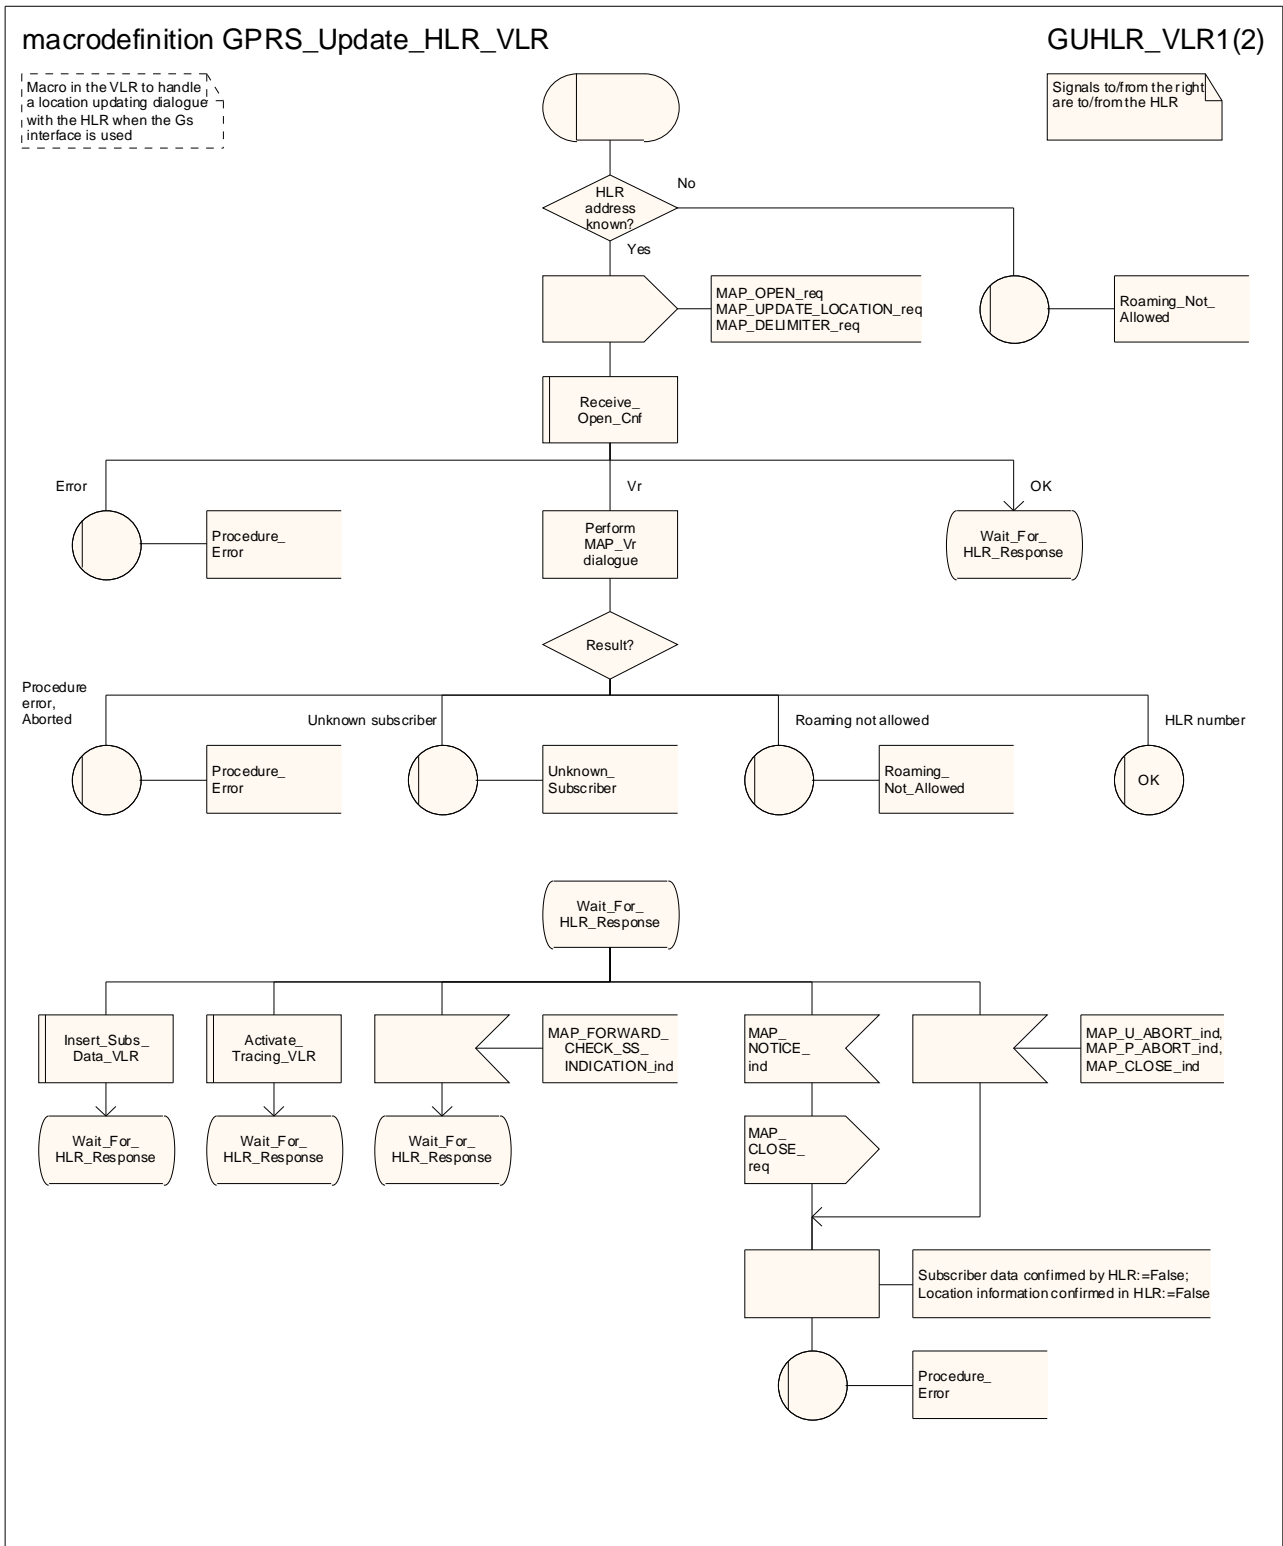 macrodefinition GPRS_Update_HLR_VLR
GUHLR_VLR1(2)
Macro in the VLR to handle
a location updating dialogue
with the HLR when the Gs
interface is used
Signals to/from the right
are to/from the HLR
HLR
address
known?
No
Yes
MAP_OPEN_req
MAP_UPDATE_LOCATION_req
MAP_DELIMITER_req
Roaming_Not_
Allowed
Receive_
Open_Cnf
Error
Vr
OK
Procedure_
Error
Perform
MAP_Vr
dialogue
Wait_For_
HLR_Response
Result?
Procedure
error,
Aborted
Unknown subscriber
Roaming not allowed
HLR number
Procedure_
Error
Unknown_
Subscriber
Roaming_
Not_Allowed
OK
Wait_For_
HLR_Response
Insert_Subs_
Data_VLR
Activate_
Tracing_VLR
MAP_FORWARD_
CHECK_SS_
INDICATION_ind
MAP_
NOTICE_
ind
MAP_U_ABORT_ind,
MAP_P_ABORT_ind,
MAP_CLOSE_ind
Wait_For_
HLR_Response
Wait_For_
HLR_Response
Wait_For_
HLR_Response
MAP_
CLOSE_
req
Subscriber data confirmed by HLR:=False;
Location information confirmed in HLR:=False
Procedure_
Error